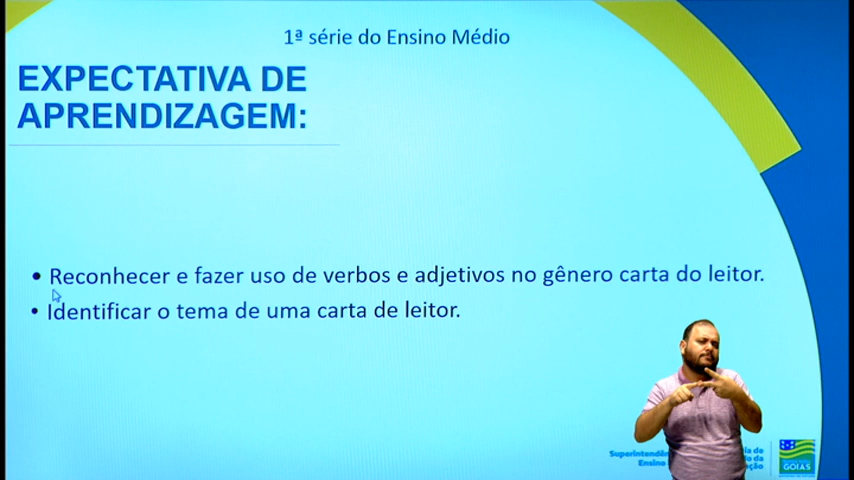 1ª série do Ensino Médio
EXPECTATIVA DE
APRENDIZAGEM:
• Reconhecer e fazer uso de verbos e adjetivos no gênero carta do leitor.
• Identificar o tema de uma carta de leitor.
Ensino
GOIÁS